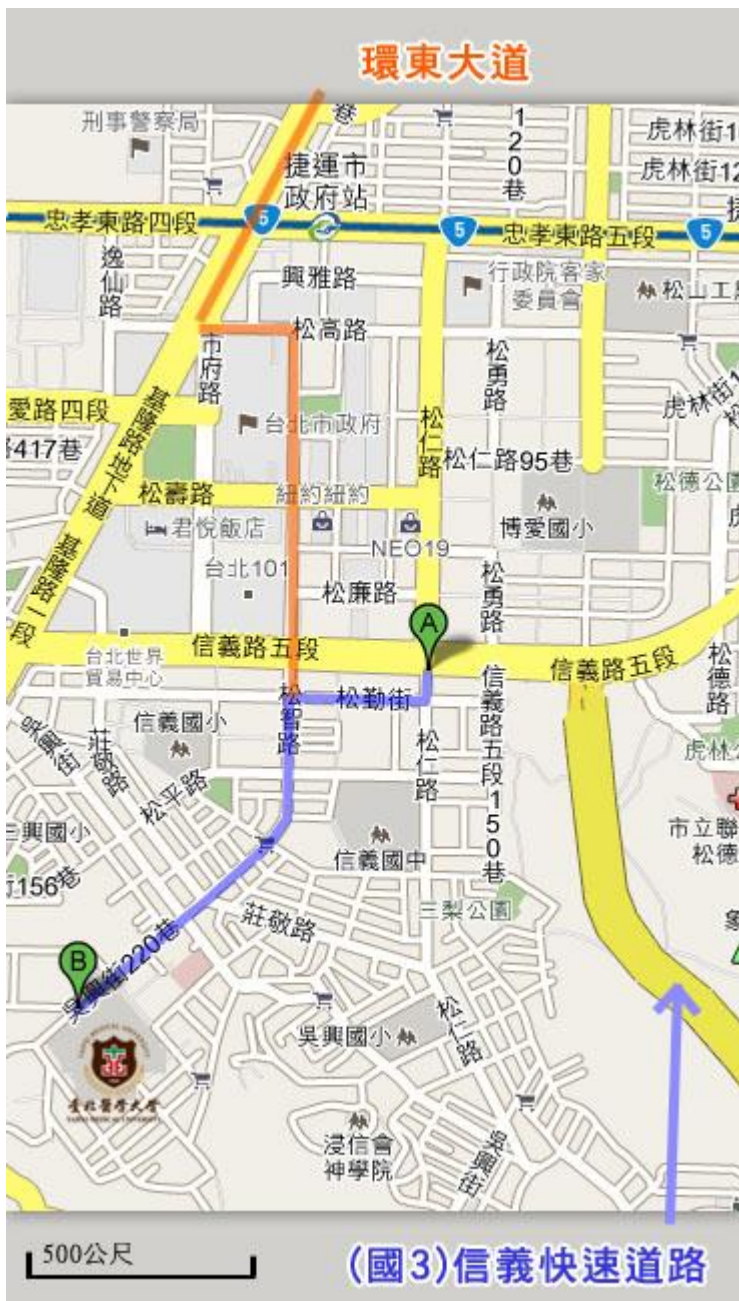 環東大道
刑事警察局
巷
120巷
虎林街1
虎林街12
捷運市
政府站
5
5
5
忠孝東路四段
忠孝東路五段
逸仙路
興雅路
行政院客家
委員會
松山工
市府路
松高路
松勇路
虎林街1
愛路四段
基隆路地下道
台北市政府
松仁路
417巷
松仁路95巷
松德公園
松壽路
紐約紐約
君悅飯店
NEO19
博愛國小
台北101
松廉路
松勇路
基隆路一段
A
台北世界
貿易中心
信義路五段
信義路五段
松德路
吳興街
莊敬路
信義國小
松智路
松勤街
松仁路
信義路五段150巷
虎林公
松平路
三興國小
信義國中
市立聯
松德
街156巷
莊敬路
三犁公園
象
B
吳興街220巷
吳興國小
松仁路
臺北醫學大學
TAIPEI MEDICAL UNIVERSITY
浸信會
神學院
吳興街
500公尺
(國3)信義快速道路